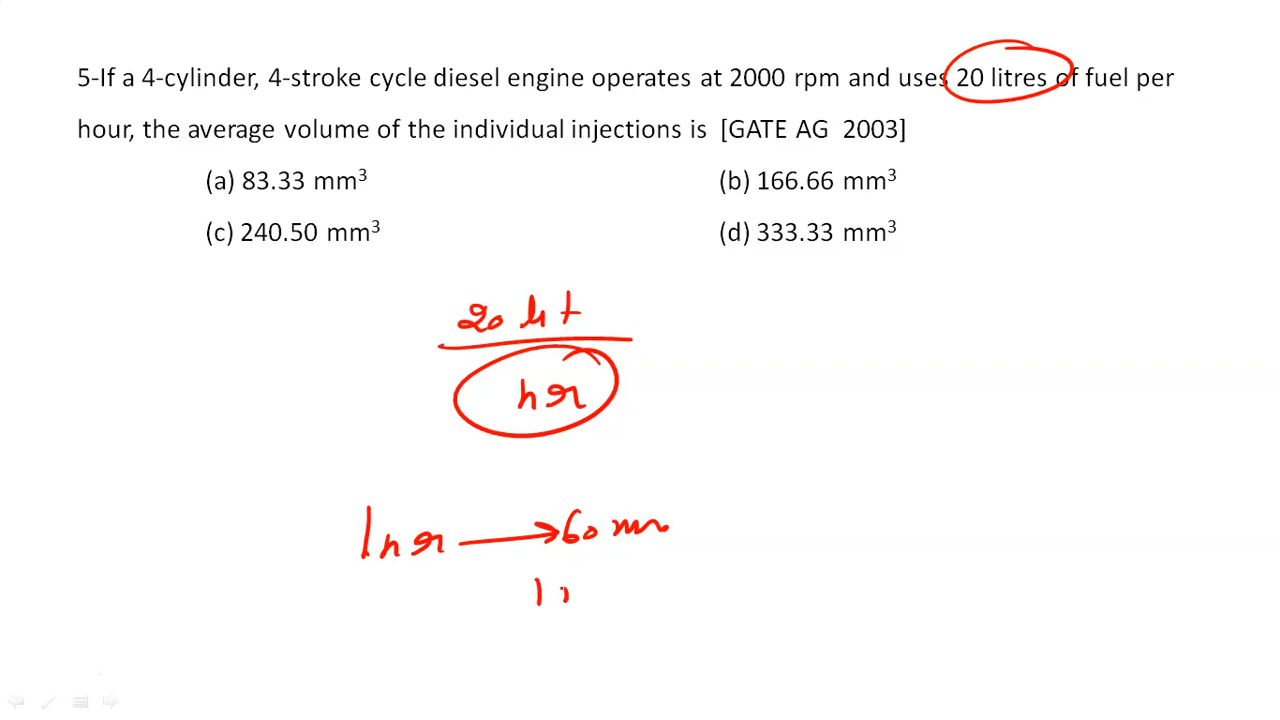 5-If a 4-cylinder, 4-stroke cycle diesel engine operates at 2000 rpm and uses 20 litres of fuel per
hour, the average volume of the individual injections is [GATE AG 2003]
(a) 83.33 mm³ (b) 166.66 mm³
(c) 240.50 mm³ (d) 333.33 mm³
20 lit
hr
1 hr → 60 min
1